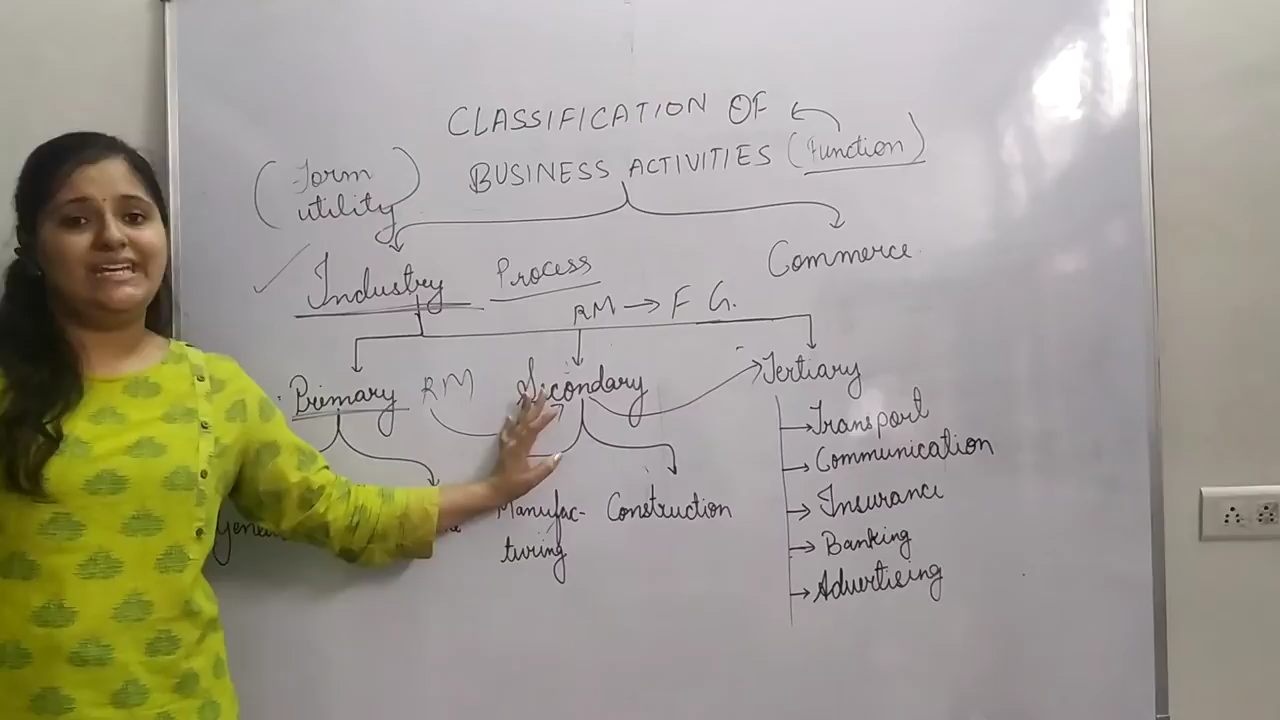 CLASSIFICATION OF
BUSINESS ACTIVITIES (Function)
(Form
utility)
Industry Process
Commerce
RM → F G.
Primary RM Secondary Tertiary
Transport
Communication
Insurance
Banking
Advertising
Manufac- Construction
turing